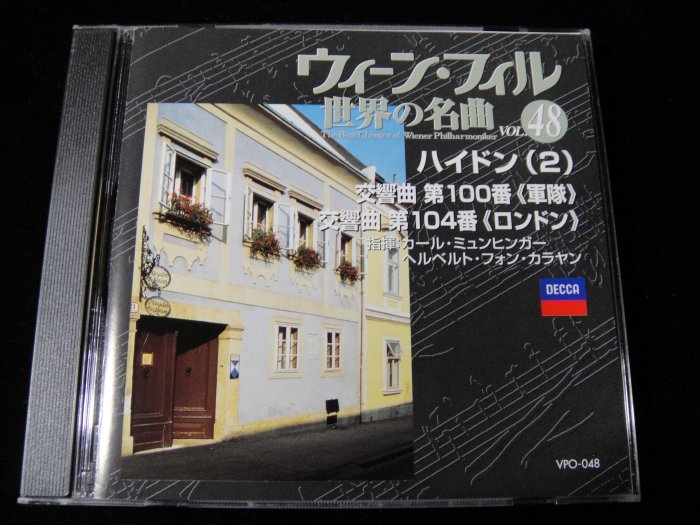 ウィーン・フィル
世界の名曲
VOL.48
The Best Classics of Wiener Philharmoniker
ハイドン(2)
交響曲 第100番《軍隊》
交響曲 第104番《ロンドン》
指揮:カール・ミュンヒンガー
ヘルベルト・フォン・カラヤン
DECCA
VPO-048